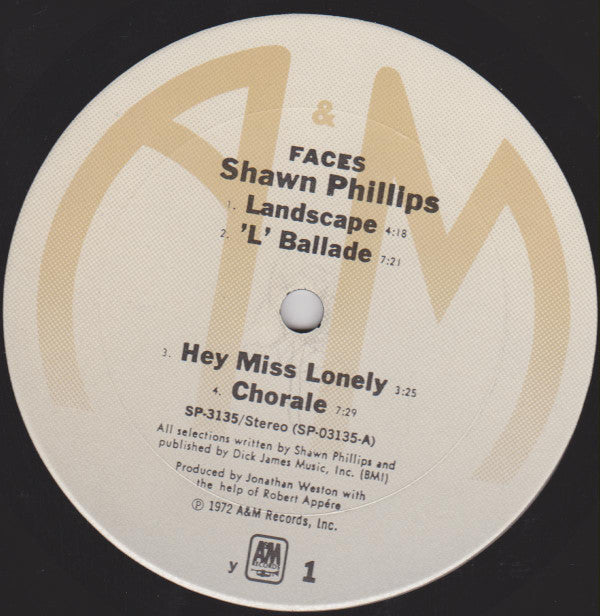 &
FACES
Shawn Phillips
1. Landscape 4:18
2. 'L' Ballade 7:21
3. Hey Miss Lonely 3:25
4. Chorale 7:29
SP-3135/Stereo (SP-03135-A)
All selections written by Shawn Phillips and
published by Dick James Music, Inc. (BMI)
Produced by Jonathan Weston with
the help of Robert Appére
℗ 1972 A&M Records, Inc.
y A&M RECORDS 1
A M